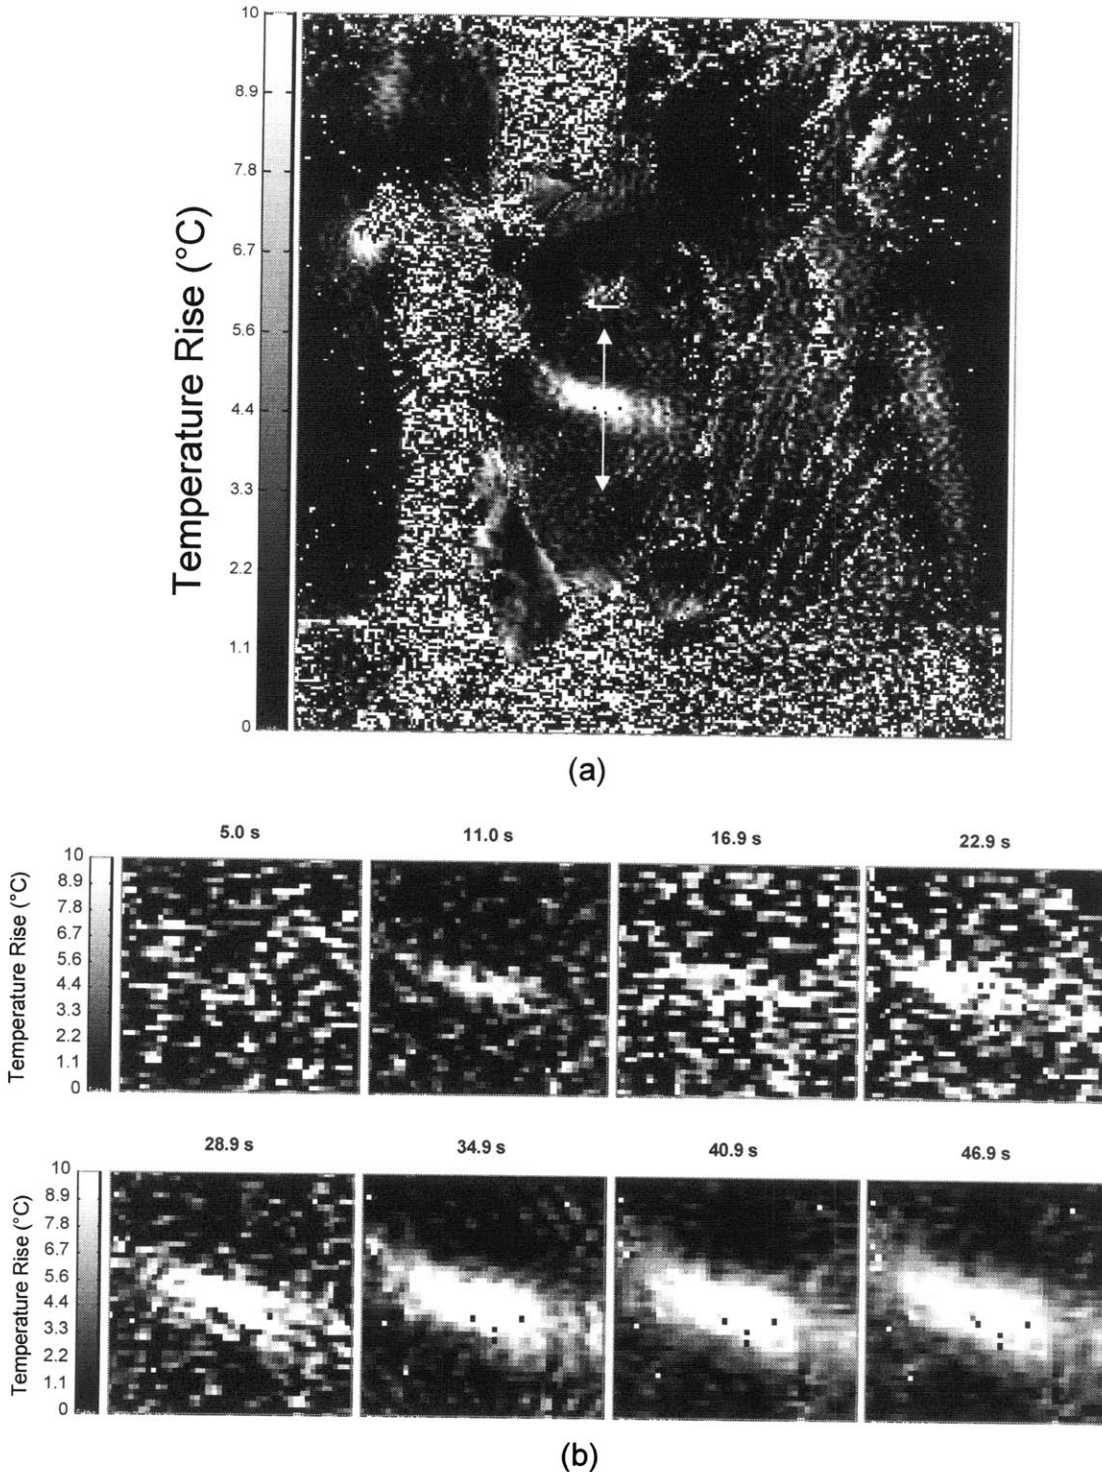 Temperature Rise (°C)
10
8.9
7.8
6.7
5.6
4.4
3.3
2.2
1.1
0
(a)
5.0 s
11.0 s
16.9 s
22.9 s
Temperature Rise (°C)
10
8.9
7.8
6.7
5.6
4.4
3.3
2.2
1.1
0
28.9 s
34.9 s
40.9 s
46.9 s
Temperature Rise (°C)
10
8.9
7.8
6.7
5.6
4.4
3.3
2.2
1.1
0
(b)